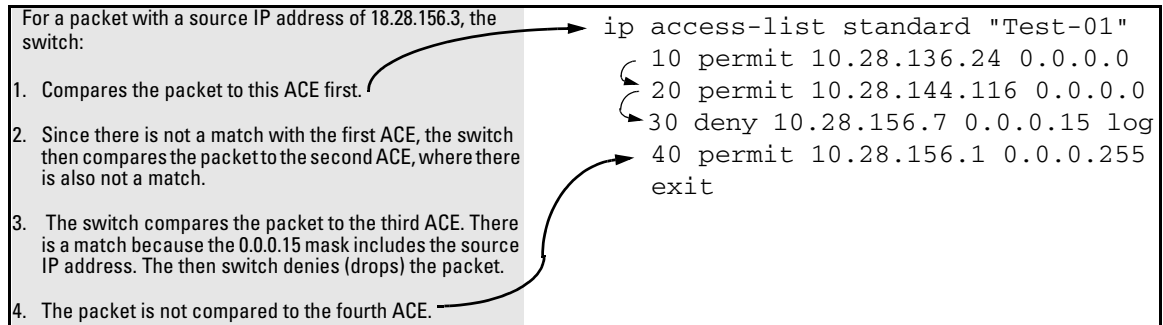 For a packet with a source IP address of 18.28.156.3, the
switch:
1. Compares the packet to this ACE first.
2. Since there is not a match with the first ACE, the switch
then compares the packet to the second ACE, where there
is also not a match.
3. The switch compares the packet to the third ACE. There
is a match because the 0.0.0.15 mask includes the source
IP address. The then switch denies (drops) the packet.
4. The packet is not compared to the fourth ACE.
ip access-list standard "Test-01"
10 permit 10.28.136.24 0.0.0.0
20 permit 10.28.144.116 0.0.0.0
30 deny 10.28.156.7 0.0.0.15 log
40 permit 10.28.156.1 0.0.0.255
exit